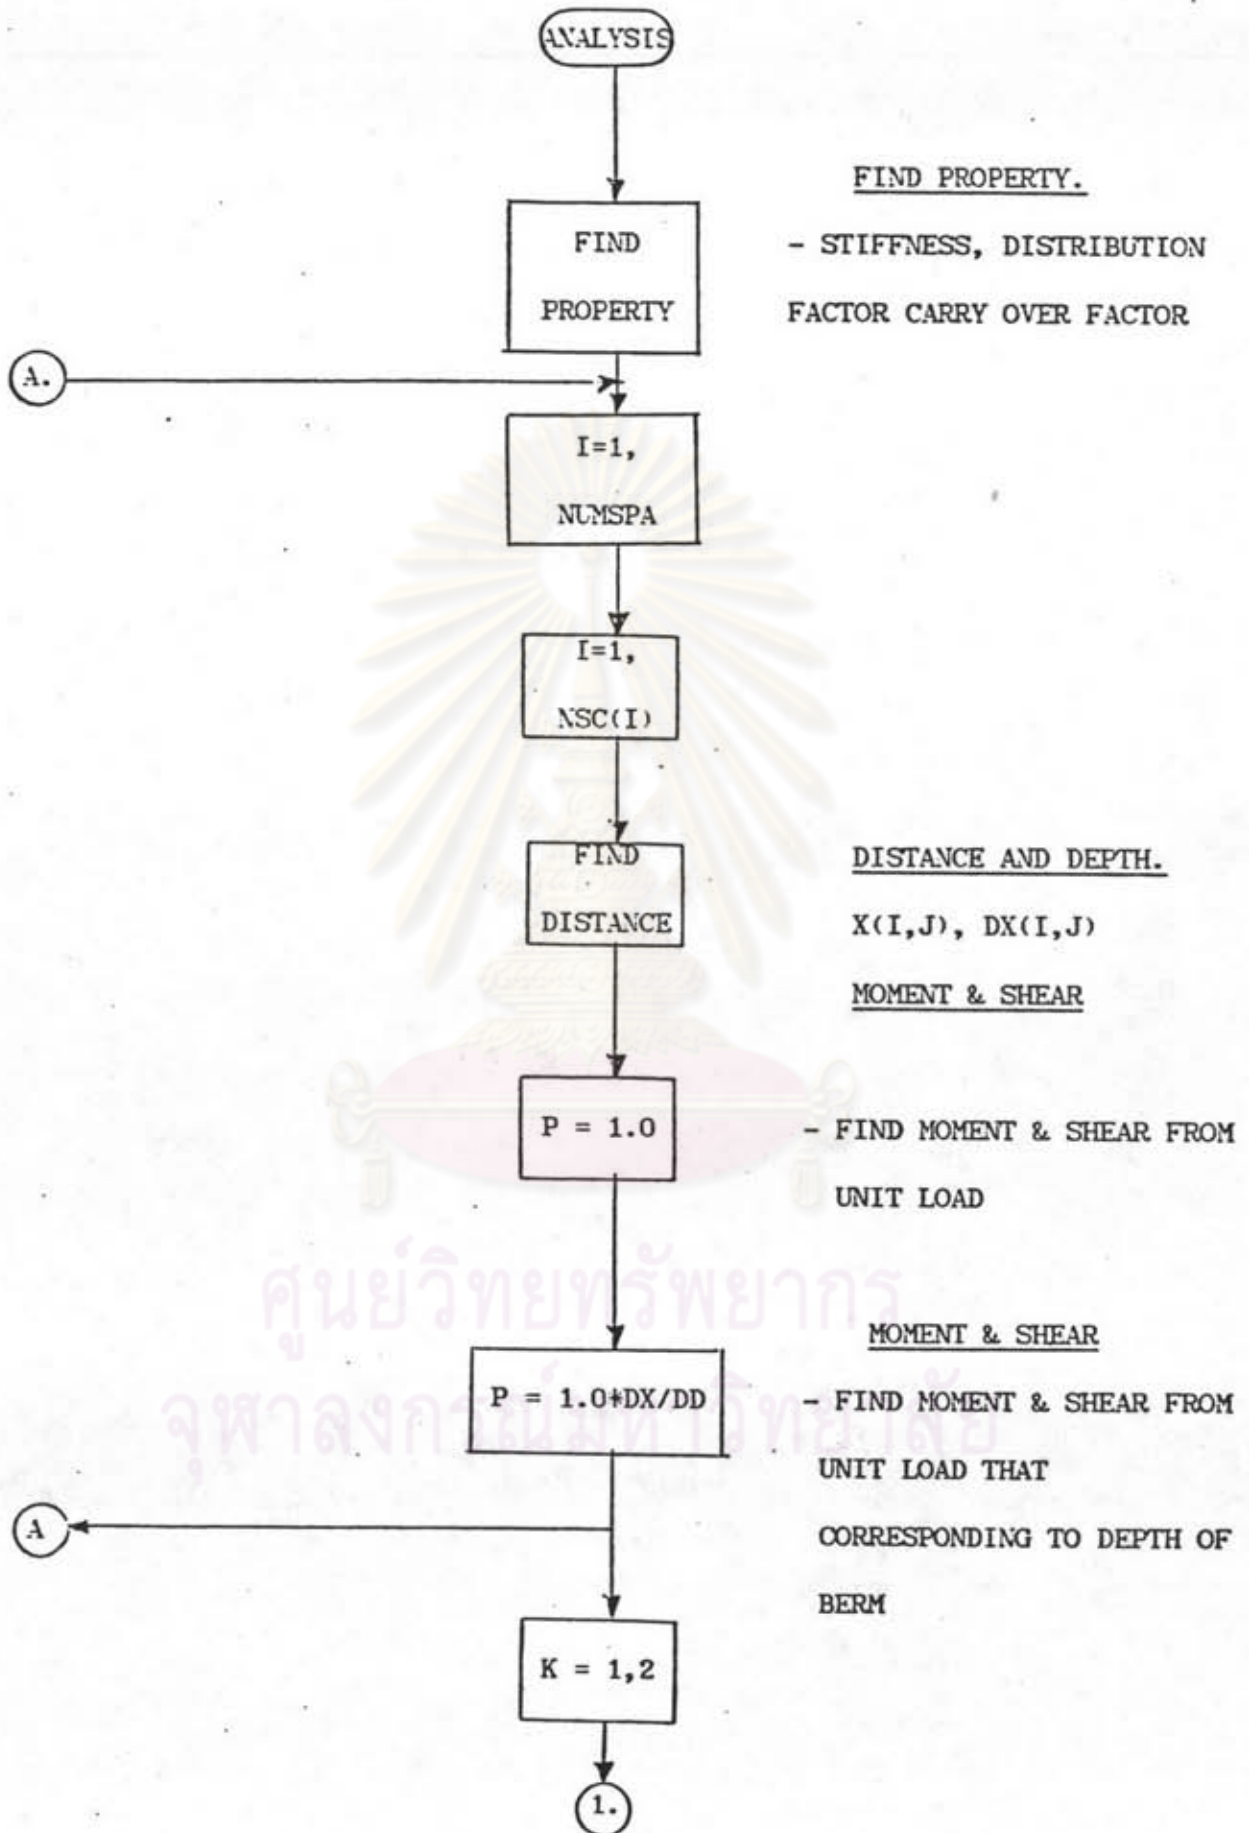 ANALYSIS
FIND PROPERTY.
FIND
- STIFFNESS, DISTRIBUTION
PROPERTY
FACTOR CARRY OVER FACTOR
A.
I=1,
NUMSPA
I=1,
NSC(I)
FIND
DISTANCE
DISTANCE AND DEPTH.
X(I,J), DX(I,J)
MOMENT & SHEAR
P = 1.0
- FIND MOMENT & SHEAR FROM
UNIT LOAD
ศูนย์วิทยทรัพยากร
จุฬาลงกรณ์มหาวิทยาลัย
MOMENT & SHEAR
P = 1.0*DX/DD
- FIND MOMENT & SHEAR FROM
UNIT LOAD THAT
CORRESPONDING TO DEPTH OF
BERM
A
K = 1,2
1.